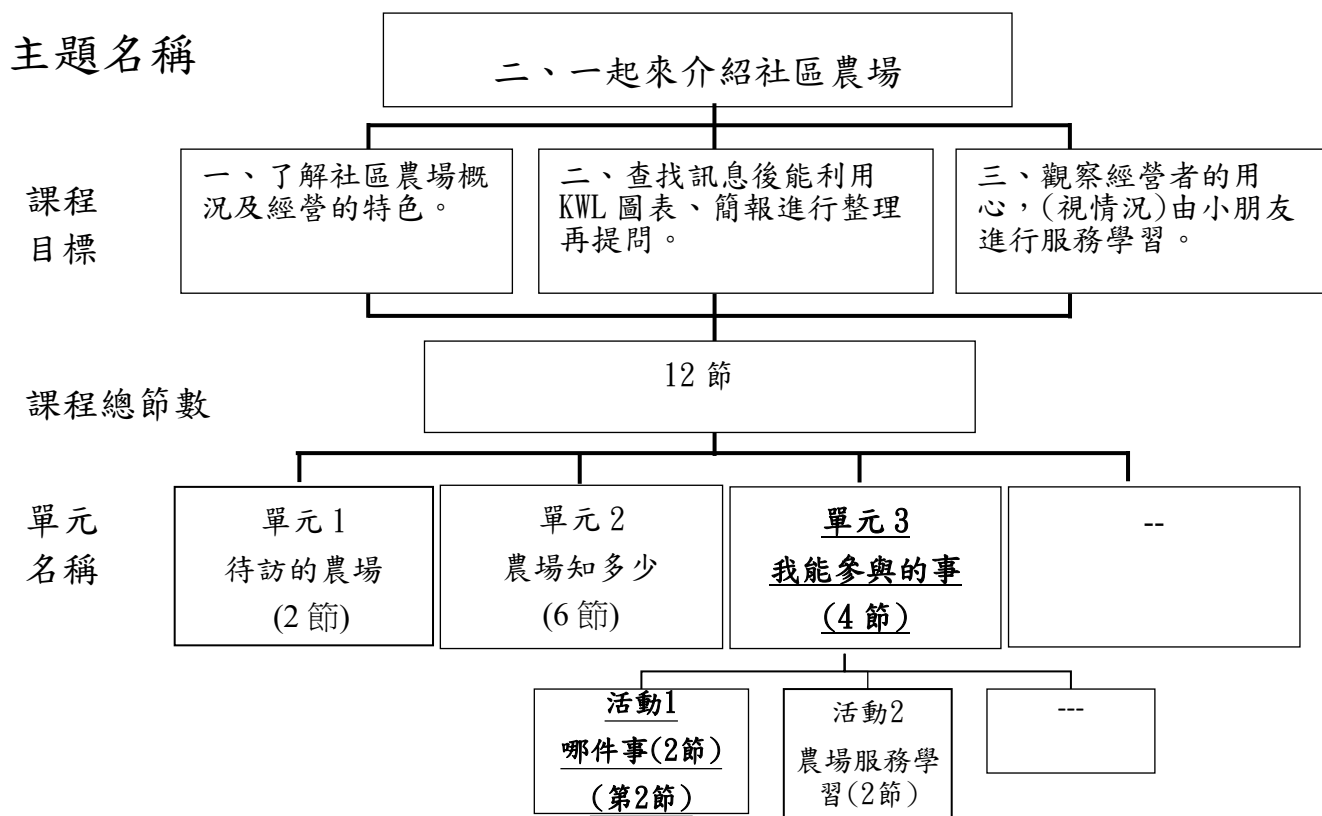 主題名稱
二、一起來介紹社區農場
課程
目標
一、了解社區農場概
況及經營的特色。
二、查找訊息後能利用
KWL 圖表、簡報進行整理
再提問。
三、觀察經營者的用
心，(視情況)由小朋友
進行服務學習。
課程總節數
12 節
單元
名稱
單元 1
待訪的農場
(2 節)
單元 2
農場知多少
(6 節)
單元 3
我能參與的事
(4 節)
--
活動1
哪件事(2節)
(第2節)
活動2
農場服務學
習(2節)
---